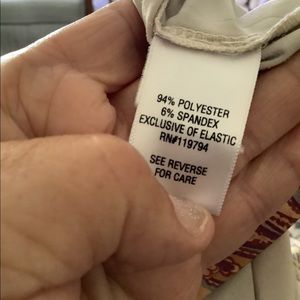 94% POLYESTER
6% SPANDEX
EXCLUSIVE OF ELASTIC
RN#119794
SEE REVERSE
FOR CARE